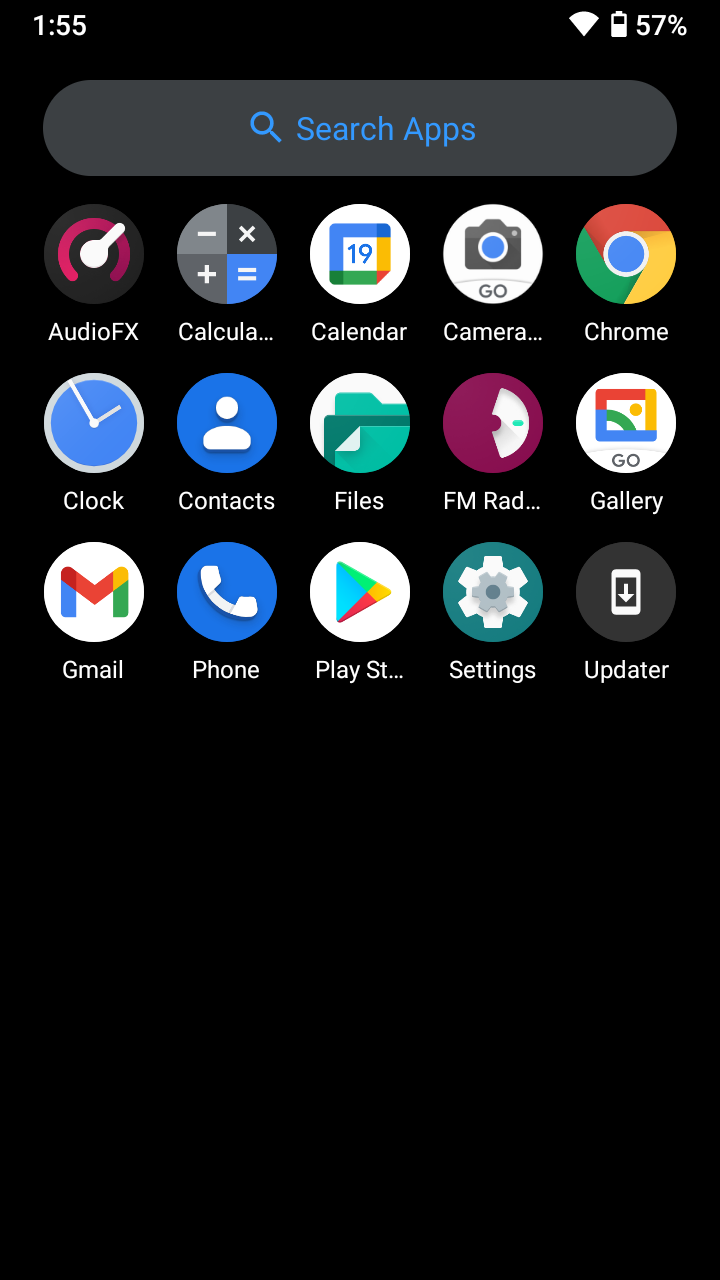 1:55 57%
Search Apps
19 GO
AudioFX Calcula... Calendar Camera... Chrome
GO
Clock Contacts Files FM Rad... Gallery
Gmail Phone Play St... Settings Updater